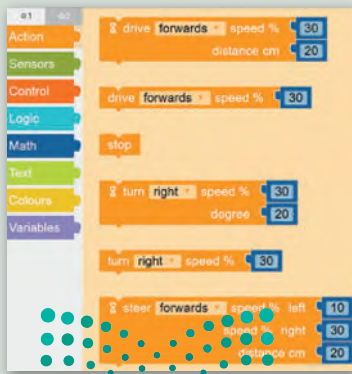 Action
Sensors
Control
Logic
Math
Text
Colours
Variables
drive forwards speed % 30
distance cm 20
drive forwards speed % 30
stop
turn right speed % 30
degree 20
turn right speed % 30
steer forwards speed % left 10
speed % right 30
distance cm 20